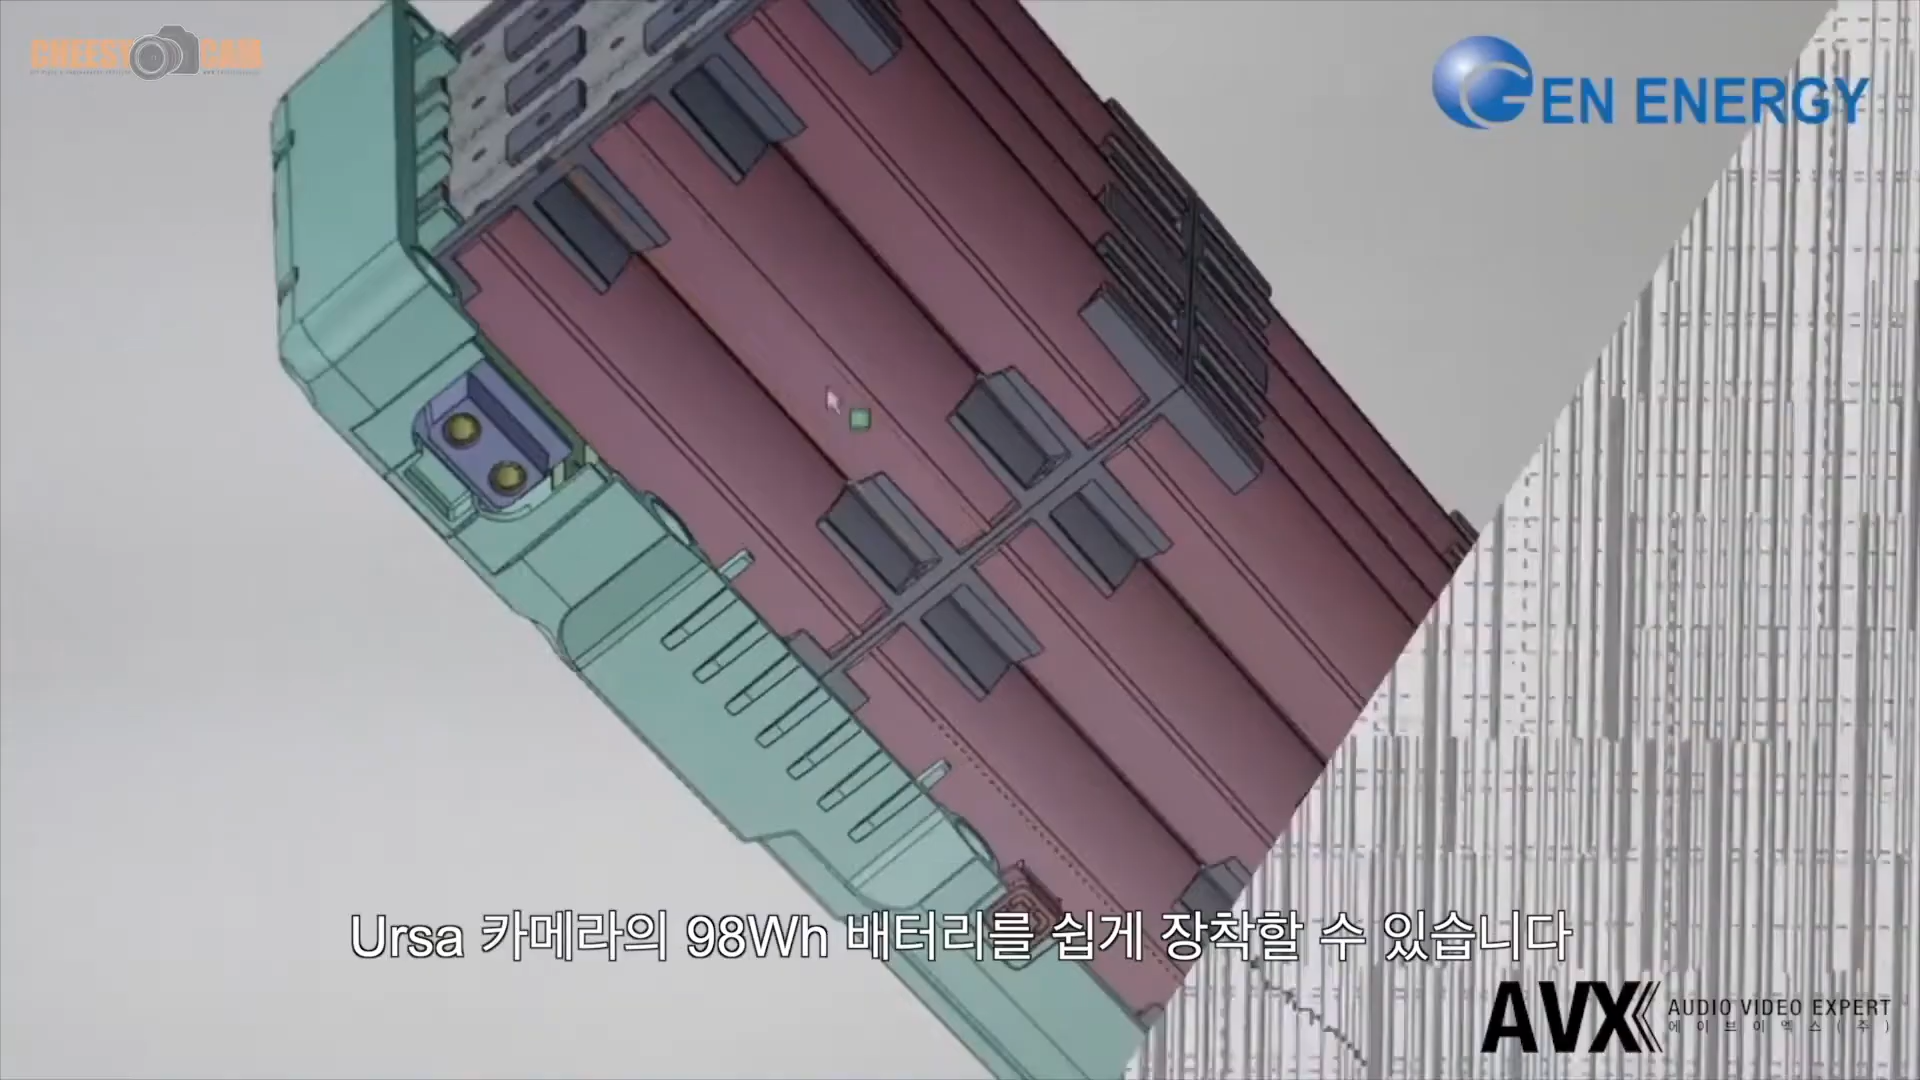 CHEESYCAM
GEN ENERGY
Ursa 카메라의 98Wh 배터리를 쉽게 장착할 수 있습니다
AVX AUDIO VIDEO EXPERT
에이브이엑스(주)